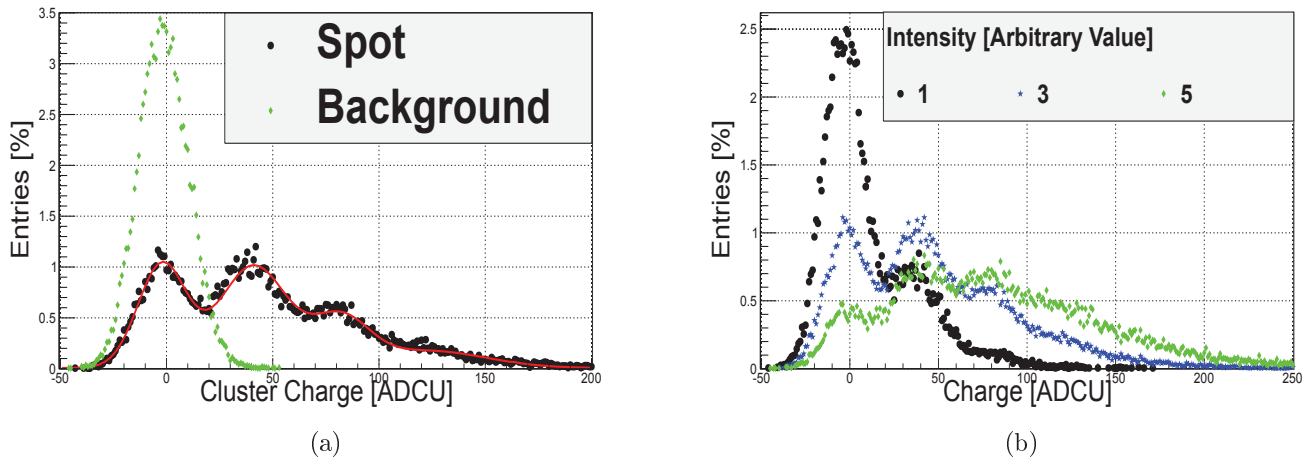 3.5
3
2.5
2
1.5
1
0.5
0
Entries [%]
Spot
Background
-50 0 50 100 150 200
Cluster Charge [ADCU]
(a)
2.5
2
1.5
1
0.5
0
Entries [%]
Intensity [Arbitrary Value]
1 3 5
-50 0 50 100 150 200 250
Charge [ADCU]
(b)